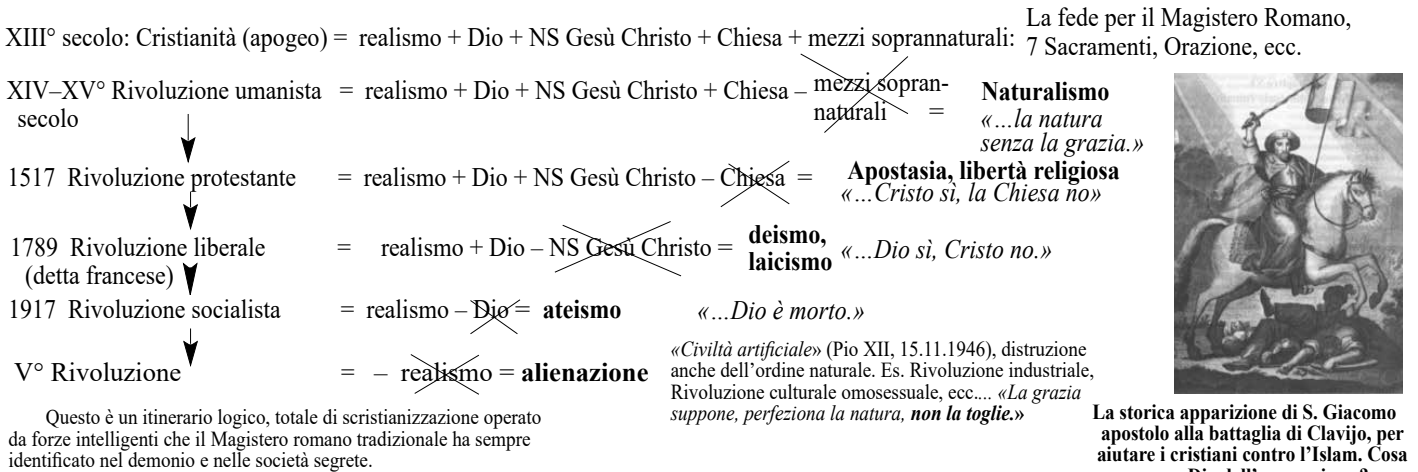 XIII° secolo: Cristianità (apogeo) = realismo + Dio + NS Gesù Christo + Chiesa + mezzi soprannaturali:
La fede per il Magistero Romano,
7 Sacramenti, Orazione, ecc.
XIV–XV° Rivoluzione umanista = realismo + Dio + NS Gesù Christo + Chiesa – mezzi sopran-
secolo
naturali =
Naturalismo
«…la natura
senza la grazia.»
1517 Rivoluzione protestante = realismo + Dio + NS Gesù Christo – Chiesa =
Apostasia, libertà religiosa
«…Cristo sì, la Chiesa no»
1789 Rivoluzione liberale = realismo + Dio – NS Gesù Christo =
(detta francese)
deismo,
laicismo
«…Dio sì, Cristo no.»
1917 Rivoluzione socialista = realismo – Dio = ateismo «…Dio è morto.»
V° Rivoluzione = – realismo = alienazione
«Civiltà artificiale» (Pio XII, 15.11.1946), distruzione
anche dell’ordine naturale. Es. Rivoluzione industriale,
Rivoluzione culturale omosessuale, ecc.... «La grazia
suppone, perfeziona la natura, non la toglie.»
Questo è un itinerario logico, totale di scristianizzazione operato
da forze intelligenti che il Magistero romano tradizionale ha sempre
identificato nel demonio e nelle società segrete.
La storica apparizione di S. Giacomo
apostolo alla battaglia di Clavijo, per
aiutare i cristiani contro l’Islam. Cosa